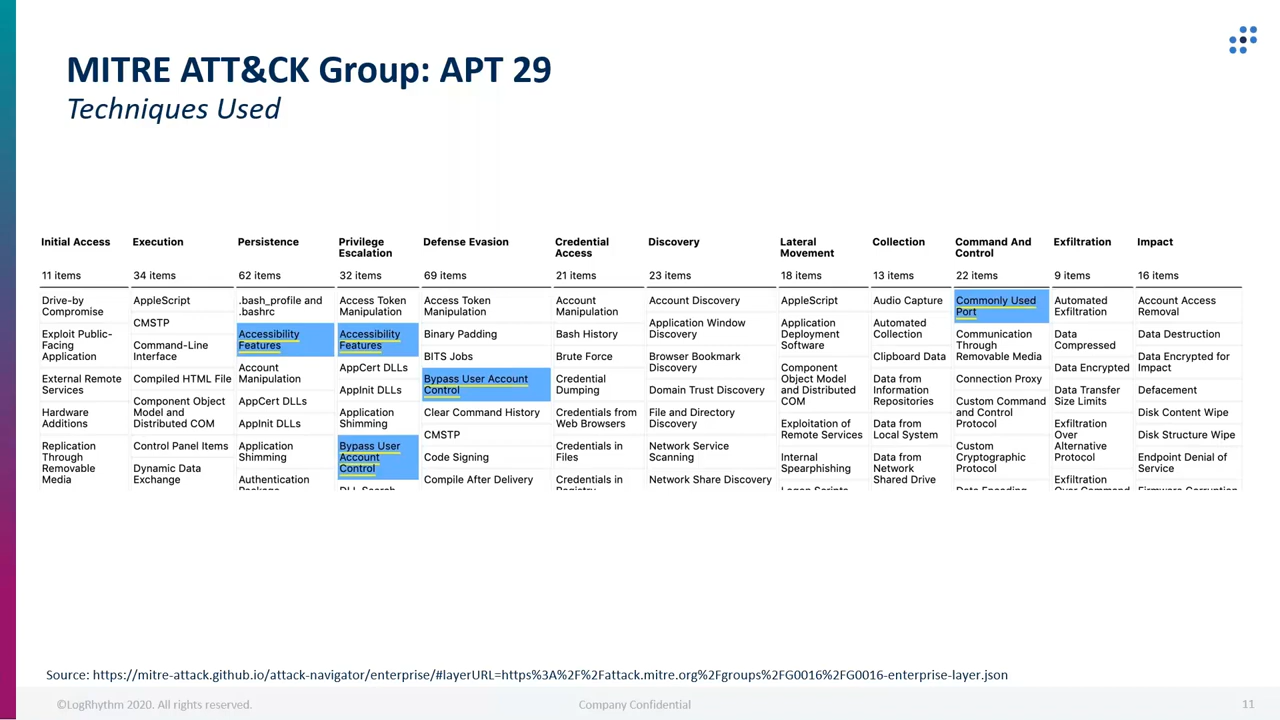 MITRE ATT&CK Group: APT 29
Techniques Used
Initial Access
11 items
Drive-by
Compromise
Exploit Public-
Facing
Application
External Remote
Services
Hardware
Additions
Replication
Through
Removable
Media
Execution
34 items
AppleScript
CMSTP
Command-Line
Interface
Compiled HTML File
Component Object
Model and
Distributed COM
Control Panel Items
Dynamic Data
Exchange
Persistence
62 items
.bash_profile and
.bashrc
Accessibility
Features
Account
Manipulation
AppCert DLLs
AppInit DLLs
Application
Shimming
Authentication
Package
Privilege
Escalation
32 items
Access Token
Manipulation
Accessibility
Features
AppCert DLLs
AppInit DLLs
Application
Shimming
Bypass User
Account
Control
DLL Search
Defense Evasion
69 items
Access Token
Manipulation
Binary Padding
BITS Jobs
Bypass User Account
Control
Clear Command History
CMSTP
Code Signing
Compile After Delivery
Credential
Access
21 items
Account
Manipulation
Bash History
Brute Force
Credential
Dumping
Credentials from
Web Browsers
Credentials in
Files
Credentials in
Registry
Discovery
23 items
Account Discovery
Application Window
Discovery
Browser Bookmark
Discovery
Domain Trust Discovery
File and Directory
Discovery
Network Service
Scanning
Network Share Discovery
Lateral
Movement
18 items
AppleScript
Application
Deployment
Software
Component
Object Model
and Distributed
COM
Exploitation of
Remote Services
Internal
Spearphishing
Logon Scripts
Collection
13 items
Audio Capture
Automated
Collection
Clipboard Data
Data from
Information
Repositories
Data from
Local System
Data from
Network
Shared Drive
Command And
Control
22 items
Commonly Used
Port
Communication
Through
Removable Media
Connection Proxy
Custom Command
and Control
Protocol
Custom
Cryptographic
Protocol
Data Encoding
Exfiltration
9 items
Automated
Exfiltration
Data
Compressed
Data Encrypted
Data Transfer
Size Limits
Exfiltration
Over
Alternative
Protocol
Exfiltration
Over Command
Impact
16 items
Account Access
Removal
Data Destruction
Data Encrypted for
Impact
Defacement
Disk Content Wipe
Disk Structure Wipe
Endpoint Denial of
Service
Firmware Corruption
Source: https://mitre-attack.github.io/attack-navigator/enterprise/#layerURL=https%3A%2F%2Fattack.mitre.org%2Fgroups%2FG0016%2FG0016-enterprise-layer.json
©LogRhythm 2020. All rights reserved.
Company Confidential
11